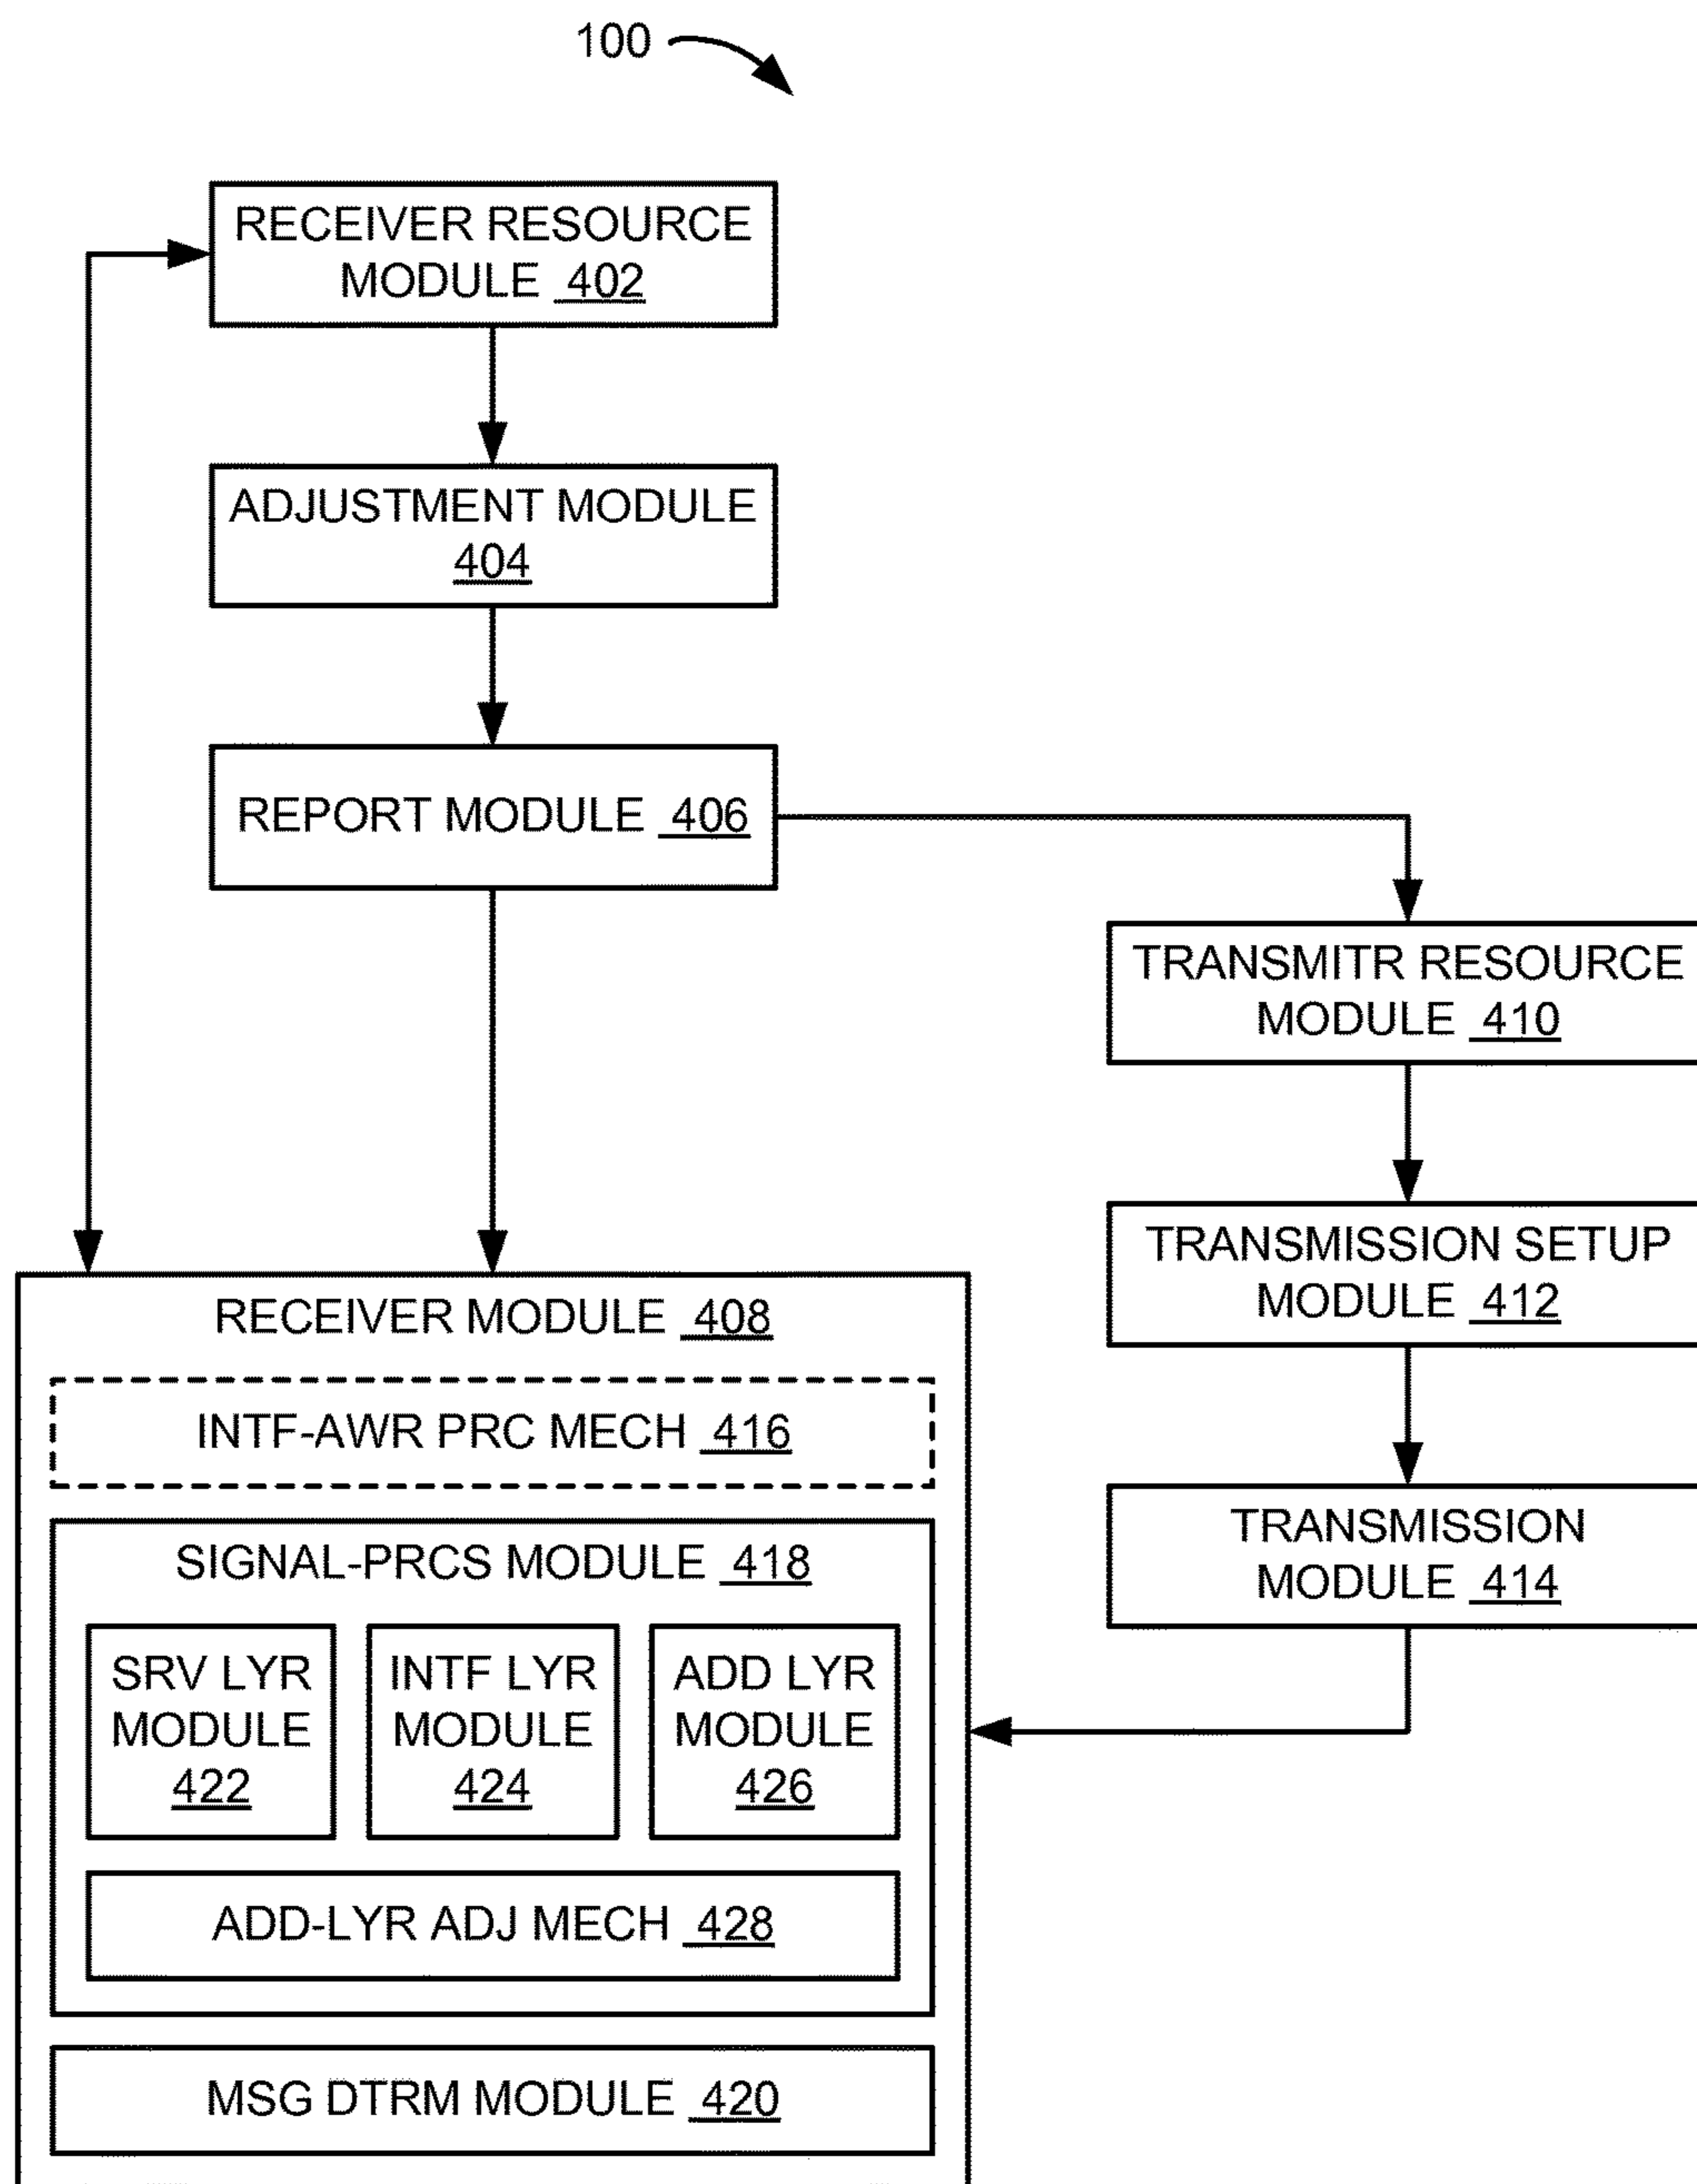 100
RECEIVER RESOURCE
MODULE 402
ADJUSTMENT MODULE
404
REPORT MODULE 406
TRANSMITR RESOURCE
MODULE 410
TRANSMISSION SETUP
MODULE 412
TRANSMISSION
MODULE 414
RECEIVER MODULE 408
INTF-AWR PRC MECH 416
SIGNAL-PRCS MODULE 418
SRV LYR
MODULE
422
INTF LYR
MODULE
424
ADD LYR
MODULE
426
ADD-LYR ADJ MECH 428
MSG DTRM MODULE 420